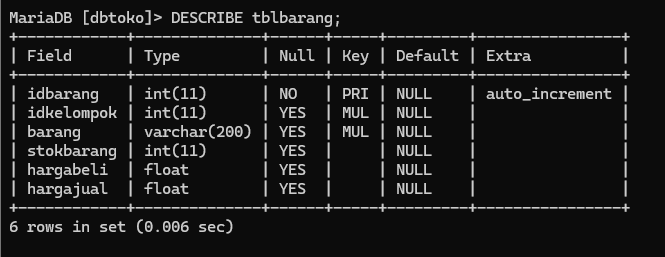 MariaDB [dbtoko]> DESCRIBE tblbarang;
+------------+--------------+------+-----+---------+----------------+
| Field      | Type         | Null | Key | Default | Extra          |
+------------+--------------+------+-----+---------+----------------+
| idbarang   | int(11)      | NO   | PRI | NULL    | auto_increment |
| idkelompok | int(11)      | YES  | MUL | NULL    |                |
| barang     | varchar(200) | YES  | MUL | NULL    |                |
| stokbarang | int(11)      | YES  |     | NULL    |                |
| hargabeli  | float        | YES  |     | NULL    |                |
| hargajual  | float        | YES  |     | NULL    |                |
+------------+--------------+------+-----+---------+----------------+
6 rows in set (0.006 sec)